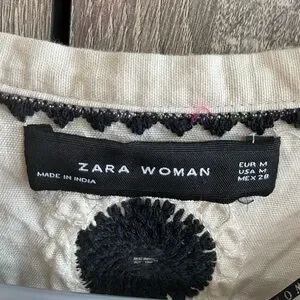 ZARA WOMAN
MADE IN INDIA
EUR M
USA M
MEX 28